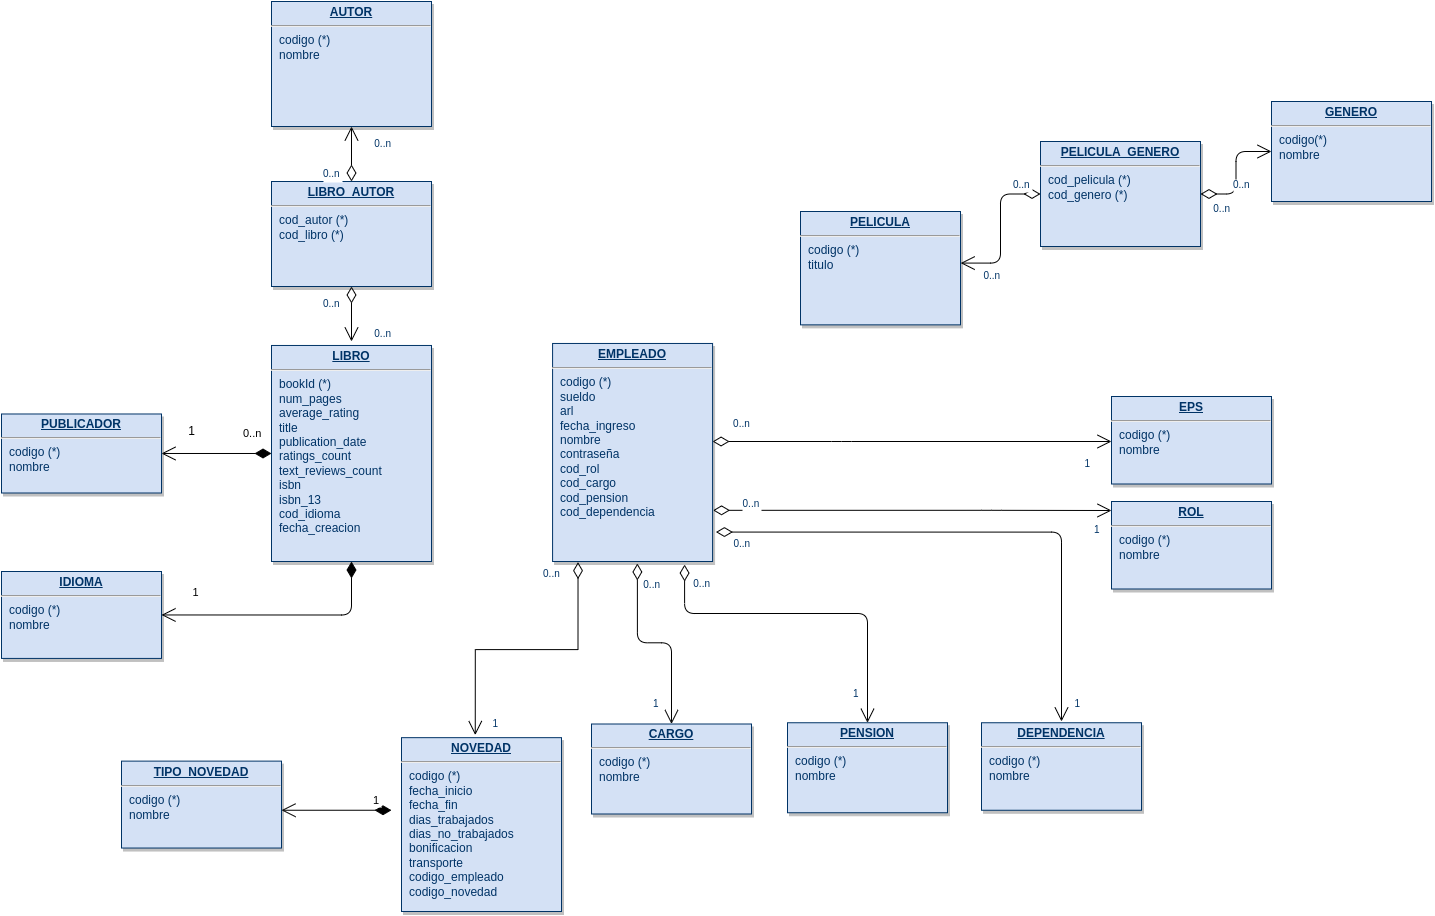 AUTOR
codigo (*)
nombre
0..n
0..n
LIBRO_AUTOR
cod_autor (*)
cod_libro (*)
0..n
0..n
LIBRO
bookId (*)
num_pages
average_rating
title
publication_date
ratings_count
text_reviews_count
isbn
isbn_13
cod_idioma
fecha_creacion
PUBLICADOR
codigo (*)
nombre
1
0..n
IDIOMA
codigo (*)
nombre
1
GENERO
codigo(*)
nombre
PELICULA_GENERO
cod_pelicula (*)
cod_genero (*)
0..n
0..n
0..n
0..n
PELICULA
codigo (*)
titulo
EMPLEADO
codigo (*)
sueldo
arl
fecha_ingreso
nombre
contraseña
cod_rol
cod_cargo
cod_pension
cod_dependencia
0..n
1
EPS
codigo (*)
nombre
0..n
1
ROL
codigo (*)
nombre
0..n
0..n
0..n
0..n
1
1
1
1
NOVEDAD
codigo (*)
fecha_inicio
fecha_fin
dias_trabajados
dias_no_trabajados
bonificacion
transporte
codigo_empleado
codigo_novedad
CARGO
codigo (*)
nombre
PENSION
codigo (*)
nombre
DEPENDENCIA
codigo (*)
nombre
TIPO_NOVEDAD
codigo (*)
nombre
1